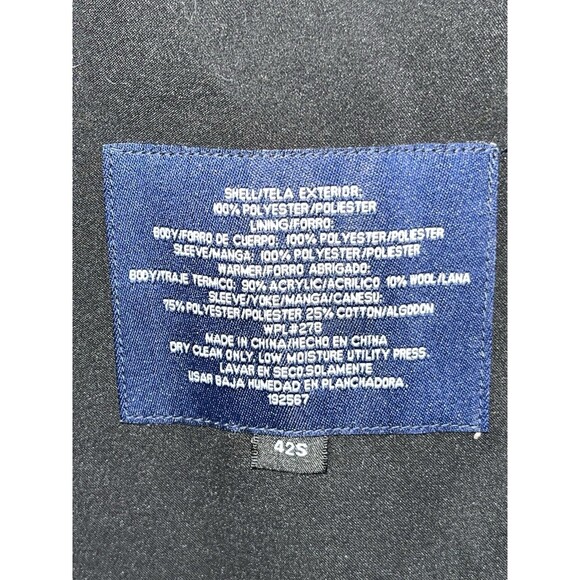 SHELL/TELA EXTERIOR:
100% POLYESTER/POLIESTER
LINING/FORRO:
BODY/FORRO DE CUERPO: 100% POLYESTER/POLIESTER
SLEEVE/MANGA: 100% POLYESTER/POLIESTER
WARMER/FORRO ABRIGADO:
BODY/TRAJE TERMICO: 90% ACRYLIC/ACRILICO 10% WOOL/LANA
SLEEVE/YOKE/MANGA/CANESU:
75% POLYESTER/POLIESTER 25% COTTON/ALGODON
WPL#278
MADE IN CHINA/HECHO EN CHINA
DRY CLEAN ONLY. LOW MOISTURE UTILITY PRESS.
LAVAR EN SECO.SOLAMENTE
USAR BAJA HUMEDAD EN PLANCHADORA.
192567
42S